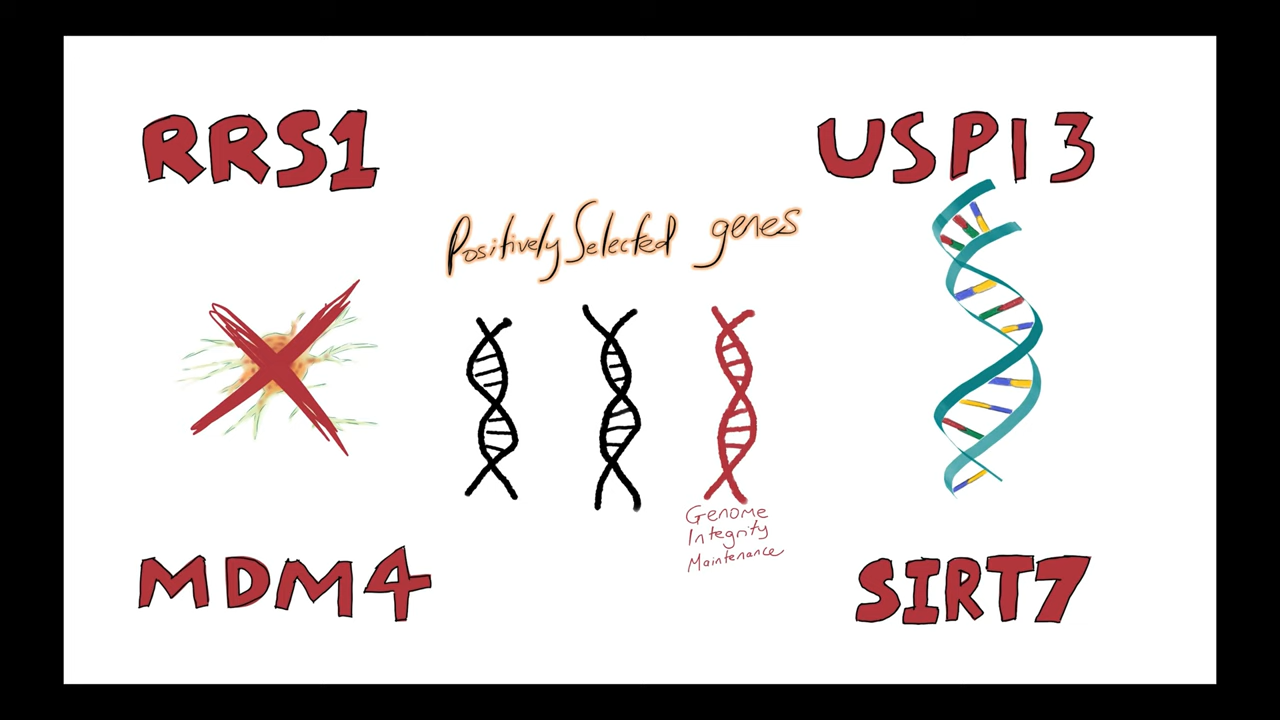 RRS1
USP13
Positively Selected genes
Genome
Integrity
Maintenance
MDM4
SIRT7